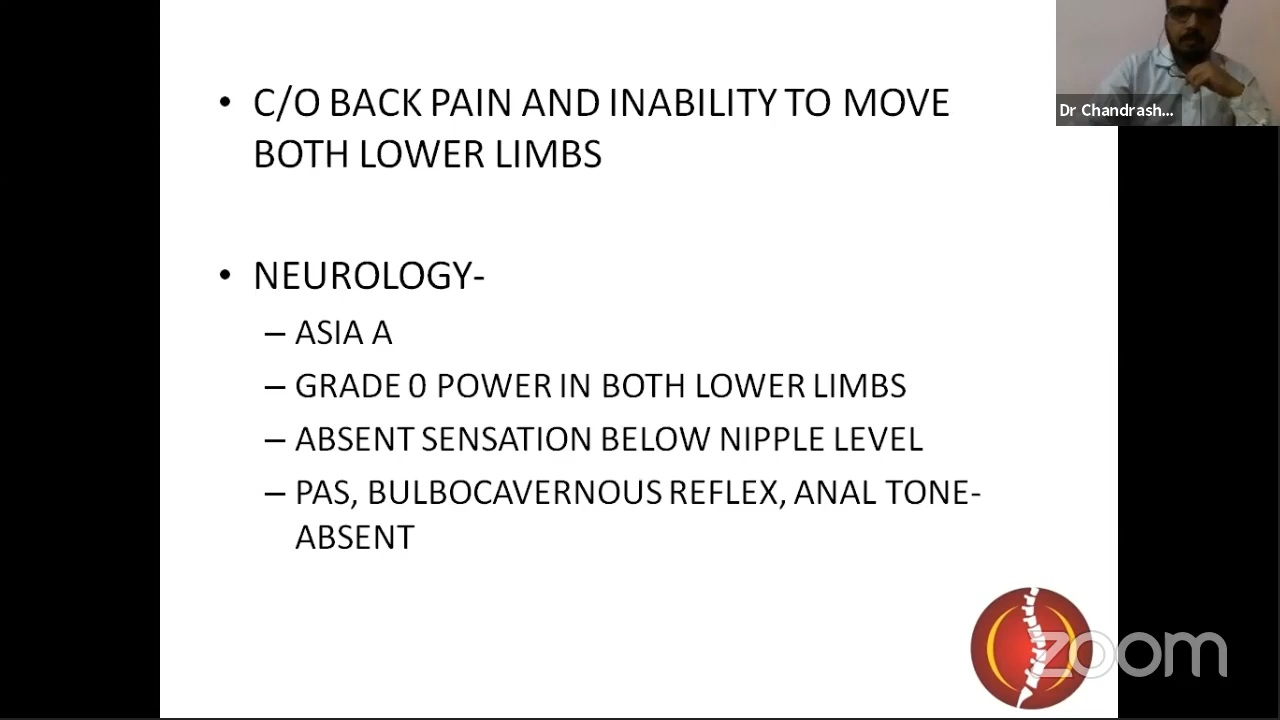 • C/O BACK PAIN AND INABILITY TO MOVE
BOTH LOWER LIMBS
• NEUROLOGY-
– ASIA A
– GRADE 0 POWER IN BOTH LOWER LIMBS
– ABSENT SENSATION BELOW NIPPLE LEVEL
– PAS, BULBOCAVERNOUS REFLEX, ANAL TONE-
ABSENT
Dr Chandrash...
zoom